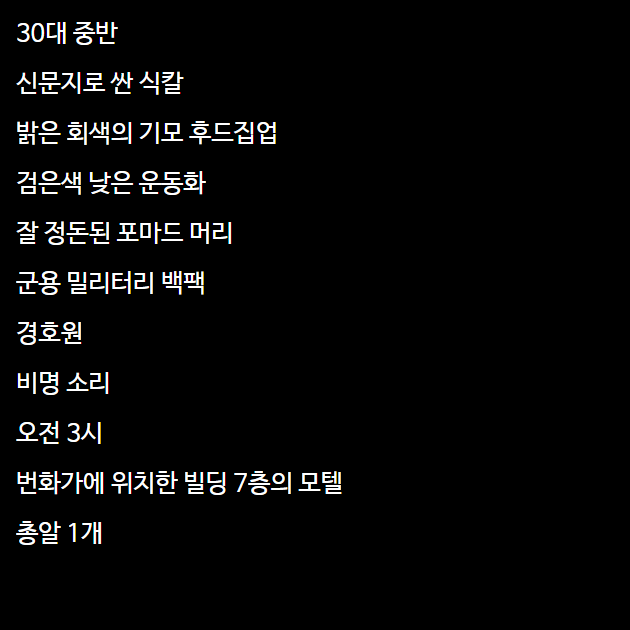 30대 중반
신문지로 싼 식칼
밝은 회색의 기모 후드집업
검은색 낮은 운동화
잘 정돈된 포마드 머리
군용 밀리터리 백팩
경호원
비명 소리
오전 3시
번화가에 위치한 빌딩 7층의 모텔
총알 1개